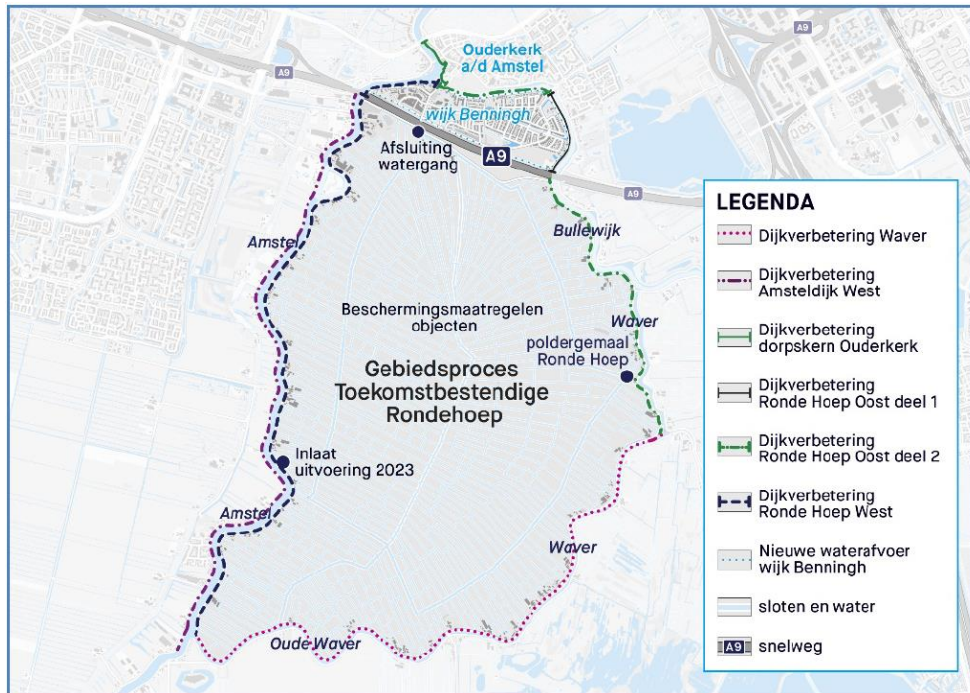 Ouderkerk
a/d Amstel
A9
wijk Benningh
Afsluiting
watergang
A9
A9
Amstel
Bullewijk
Beschermingsmaatregelen
objecten
Waver
poldergemaal
Ronde Hoep
Gebiedsproces
Toekomstbestendige
Rondehoep
Inlaat
uitvoering 2023
Amstel
Waver
Oude Waver
LEGENDA
Dijkverbetering Waver
Dijkverbetering
Amsteldijk West
Dijkverbetering
dorpskern Ouderkerk
Dijkverbetering
Ronde Hoep Oost deel 1
Dijkverbetering
Ronde Hoep Oost deel 2
Dijkverbetering
Ronde Hoep West
Nieuwe waterafvoer
wijk Benningh
sloten en water
A9 snelweg